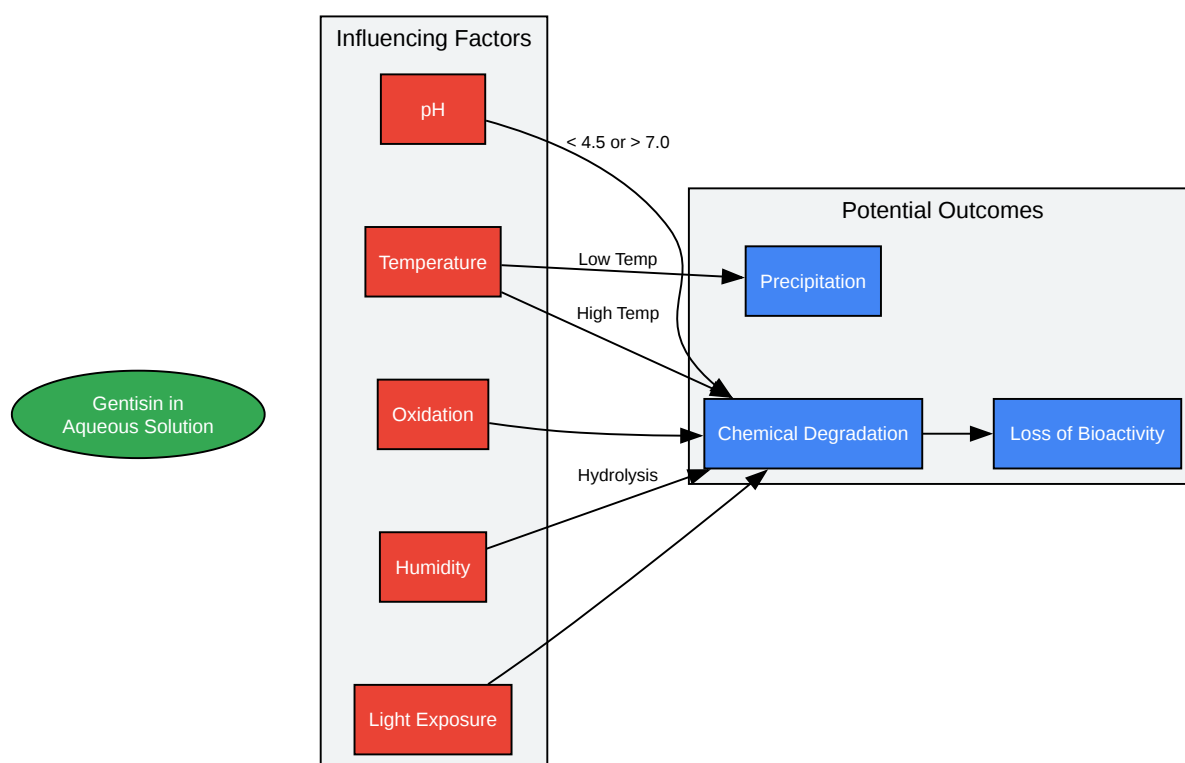 Influencing Factors
pH
< 4.5 or > 7.0
Potential Outcomes
Temperature
Low Temp
Precipitation
High Temp
Gentisin in
Aqueous Solution
Oxidation
Chemical Degradation
Loss of Bioactivity
Hydrolysis
Humidity
Light Exposure